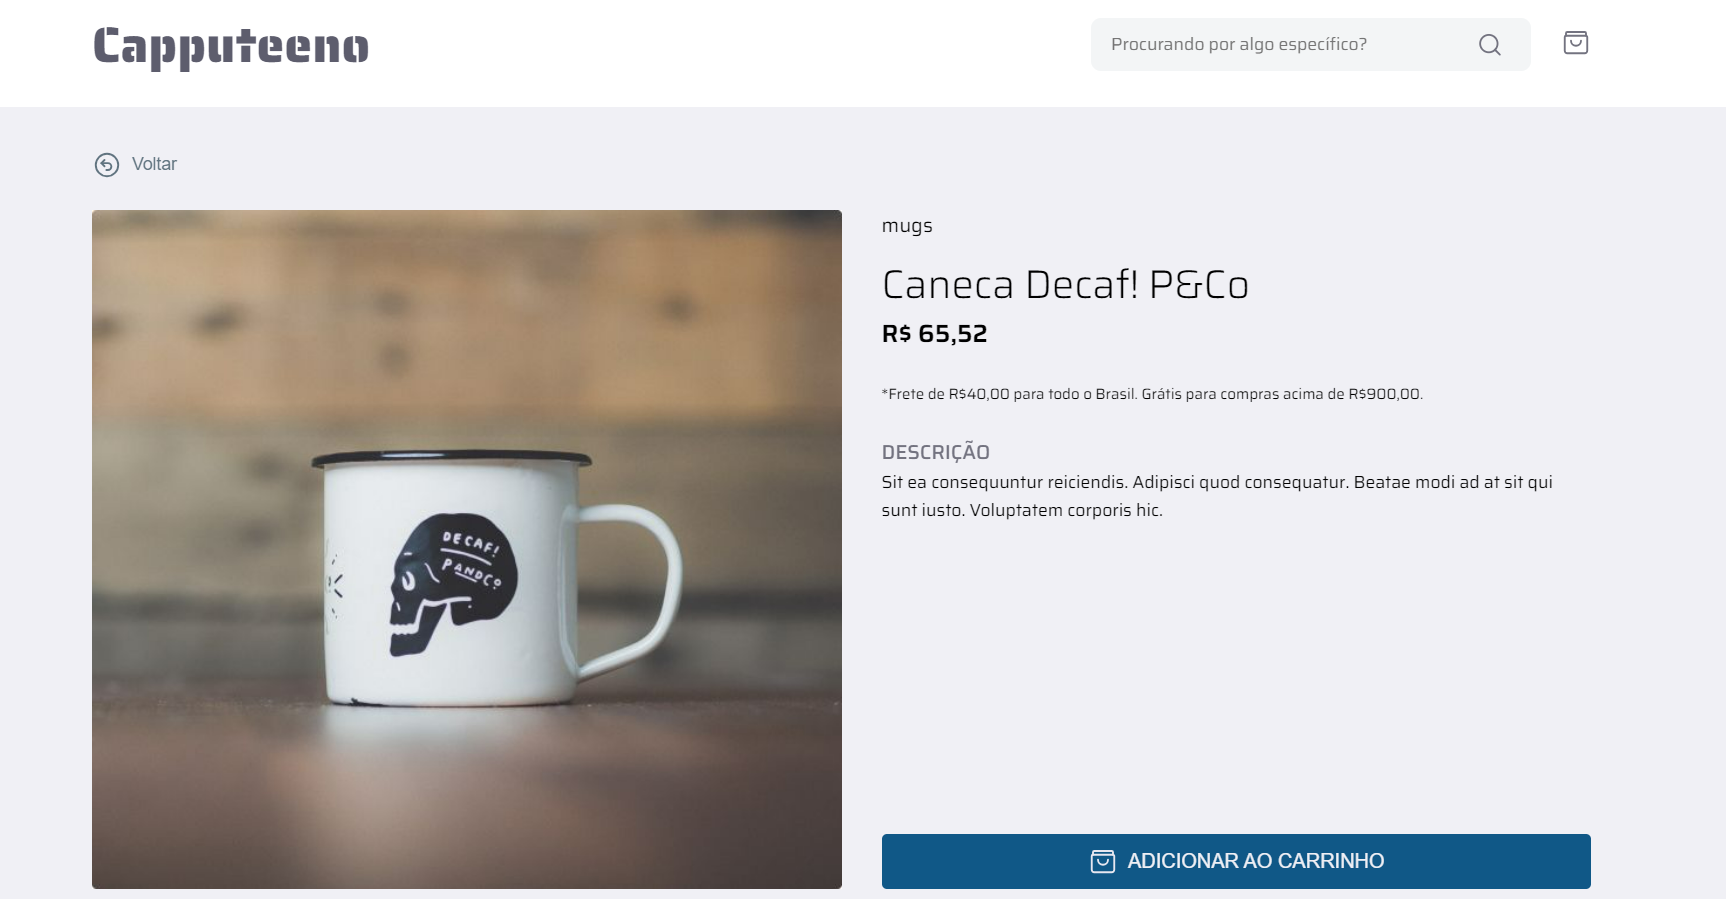 Capputeeno
Procurando por algo específico?
Voltar
DECAF!
PANDCO
mugs
Caneca Decaf! P&Co
R$ 65,52
*Frete de R$40,00 para todo o Brasil. Grátis para compras acima de R$900,00.
DESCRIÇÃO
Sit ea consequuntur reiciendis. Adipisci quod consequatur. Beatae modi ad at sit qui
sunt iusto. Voluptatem corporis hic.
ADICIONAR AO CARRINHO